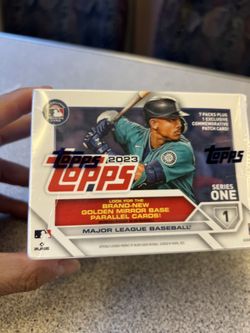 7 PACKS PLUS
1 EXCLUSIVE
COMMEMORATIVE
PATCH CARD!
Topps
2023
Topps
Topps
SERIES
ONE
1
LOOK FOR THE
BRAND-NEW
GOLDEN MIRROR BASE
PARALLEL CARDS!
MAJOR LEAGUE BASEBALL